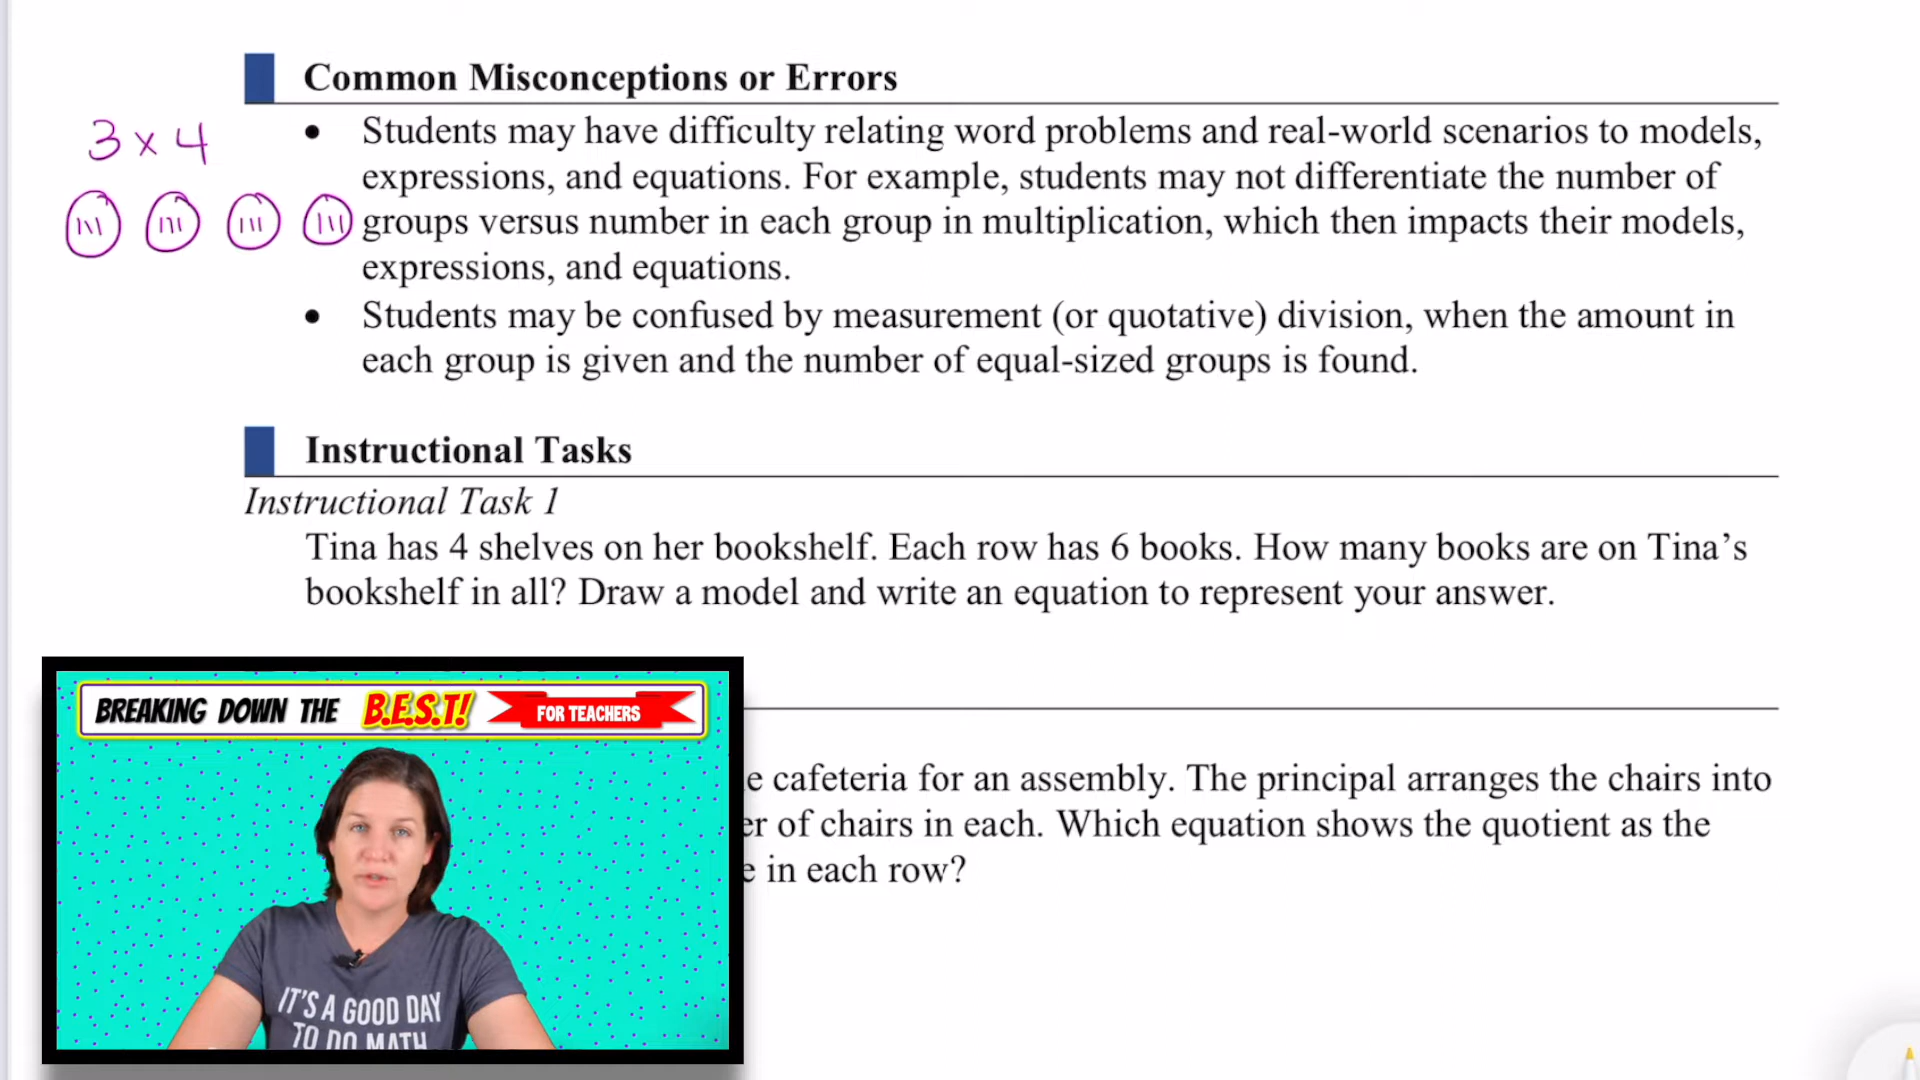 Common Misconceptions or Errors
3 x 4
• Students may have difficulty relating word problems and real-world scenarios to models,
expressions, and equations. For example, students may not differentiate the number of
groups versus number in each group in multiplication, which then impacts their models,
expressions, and equations.
• Students may be confused by measurement (or quotative) division, when the amount in
each group is given and the number of equal-sized groups is found.
Instructional Tasks
Instructional Task 1
Tina has 4 shelves on her bookshelf. Each row has 6 books. How many books are on Tina’s
bookshelf in all? Draw a model and write an equation to represent your answer.
BREAKING DOWN THE B.E.S.T! FOR TEACHERS
e cafeteria for an assembly. The principal arranges the chairs into
er of chairs in each. Which equation shows the quotient as the
e in each row?
IT'S A GOOD DAY
TO DO MATH